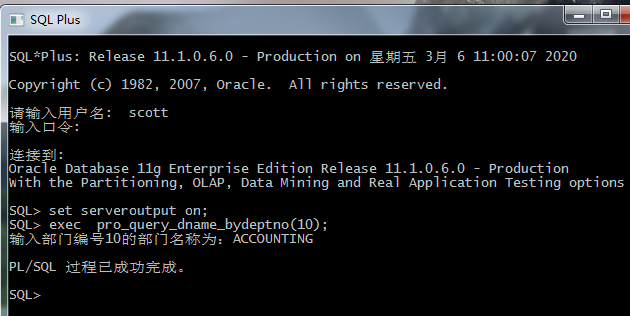 SQL Plus
SQL*Plus: Release 11.1.0.6.0 - Production on 星期五 3月 6 11:00:07 2020
Copyright (c) 1982, 2007, Oracle.  All rights reserved.
请输入用户名:  scott
输入口令:
连接到:
Oracle Database 11g Enterprise Edition Release 11.1.0.6.0 - Production
With the Partitioning, OLAP, Data Mining and Real Application Testing options
SQL> set serveroutput on;
SQL> exec  pro_query_dname_bydeptno(10);
输入部门编号10的部门名称为：ACCOUNTING
PL/SQL 过程已成功完成。
SQL>